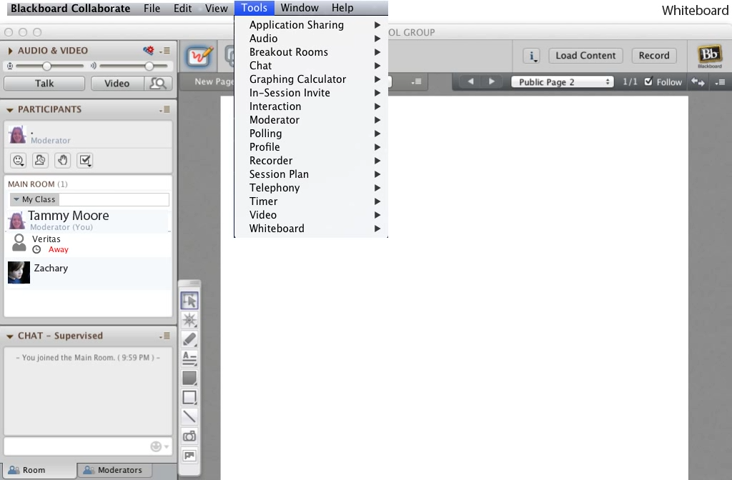 Blackboard Collaborate File Edit View Tools Window Help
Whiteboard
OL GROUP
AUDIO & VIDEO
Talk
Video
PARTICIPANTS
-
Moderator
MAIN ROOM (1)
My Class
Tammy Moore
Moderator (You)
Veritas
Away
Zachary
CHAT – Supervised
– You joined the Main Room. ( 9:59 PM ) –
Room
Moderators
Application Sharing
Audio
Breakout Rooms
Chat
Graphing Calculator
In-Session Invite
Interaction
Moderator
Polling
Profile
Recorder
Session Plan
Telephony
Timer
Video
Whiteboard
i
Load Content
Record
Bb
Blackboard
New Page
Public Page 2
1/1
Follow
A